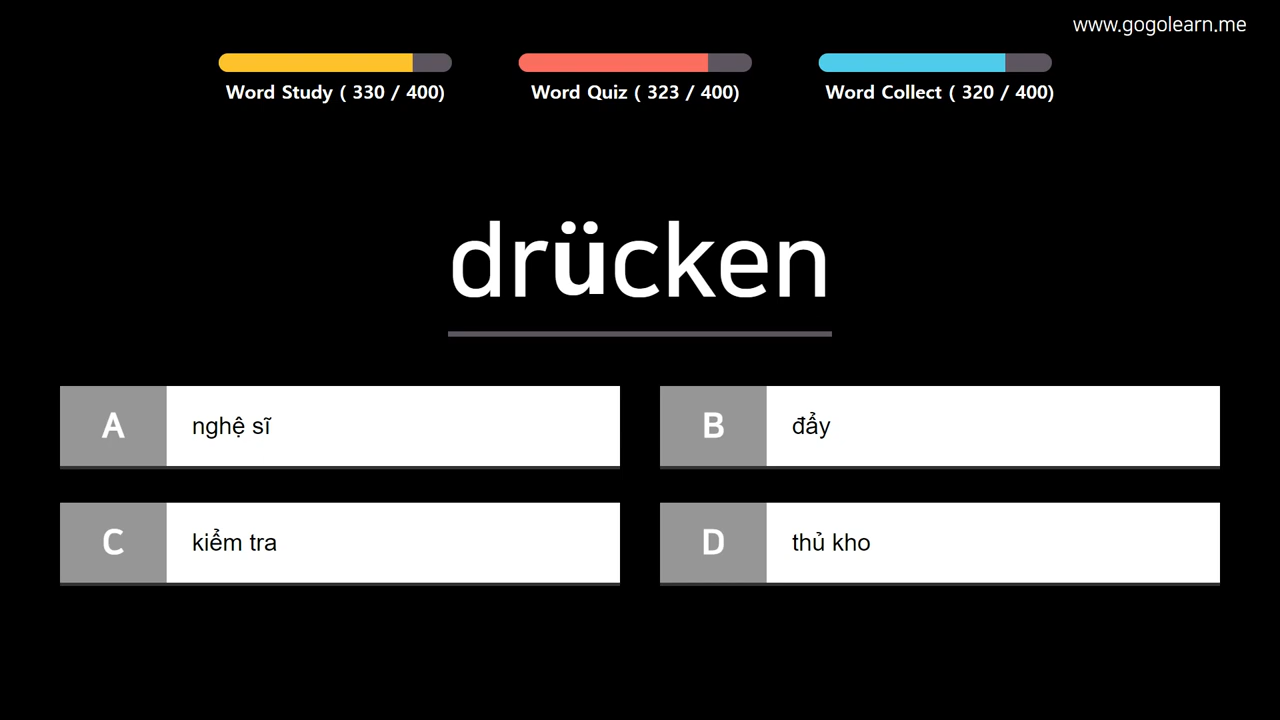 www.gogolearn.me
Word Study ( 330 / 400)
Word Quiz ( 323 / 400)
Word Collect ( 320 / 400)
drücken
A nghệ sĩ
B đẩy
C kiểm tra
D thủ kho